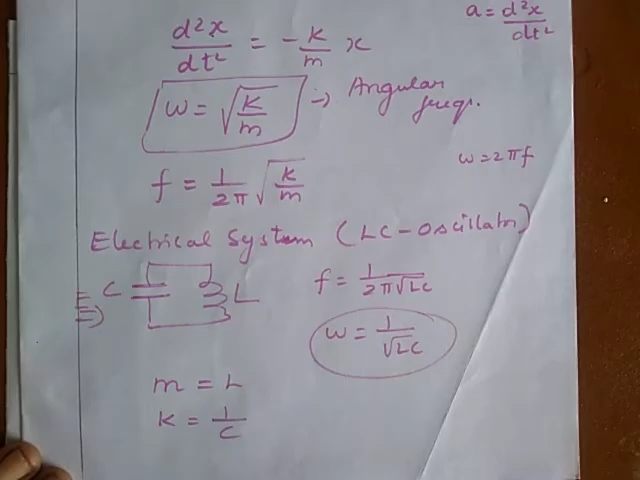 a = d²x/dt²
d²x/dt² = - k/m x
ω = √(k/m) → Angular freq.
ω = 2πf
f = 1/2π √(k/m)
Electrical System (LC - Oscillator)
C L f = 1/2π√LC
ω = 1/√LC
m = L
k = 1/C